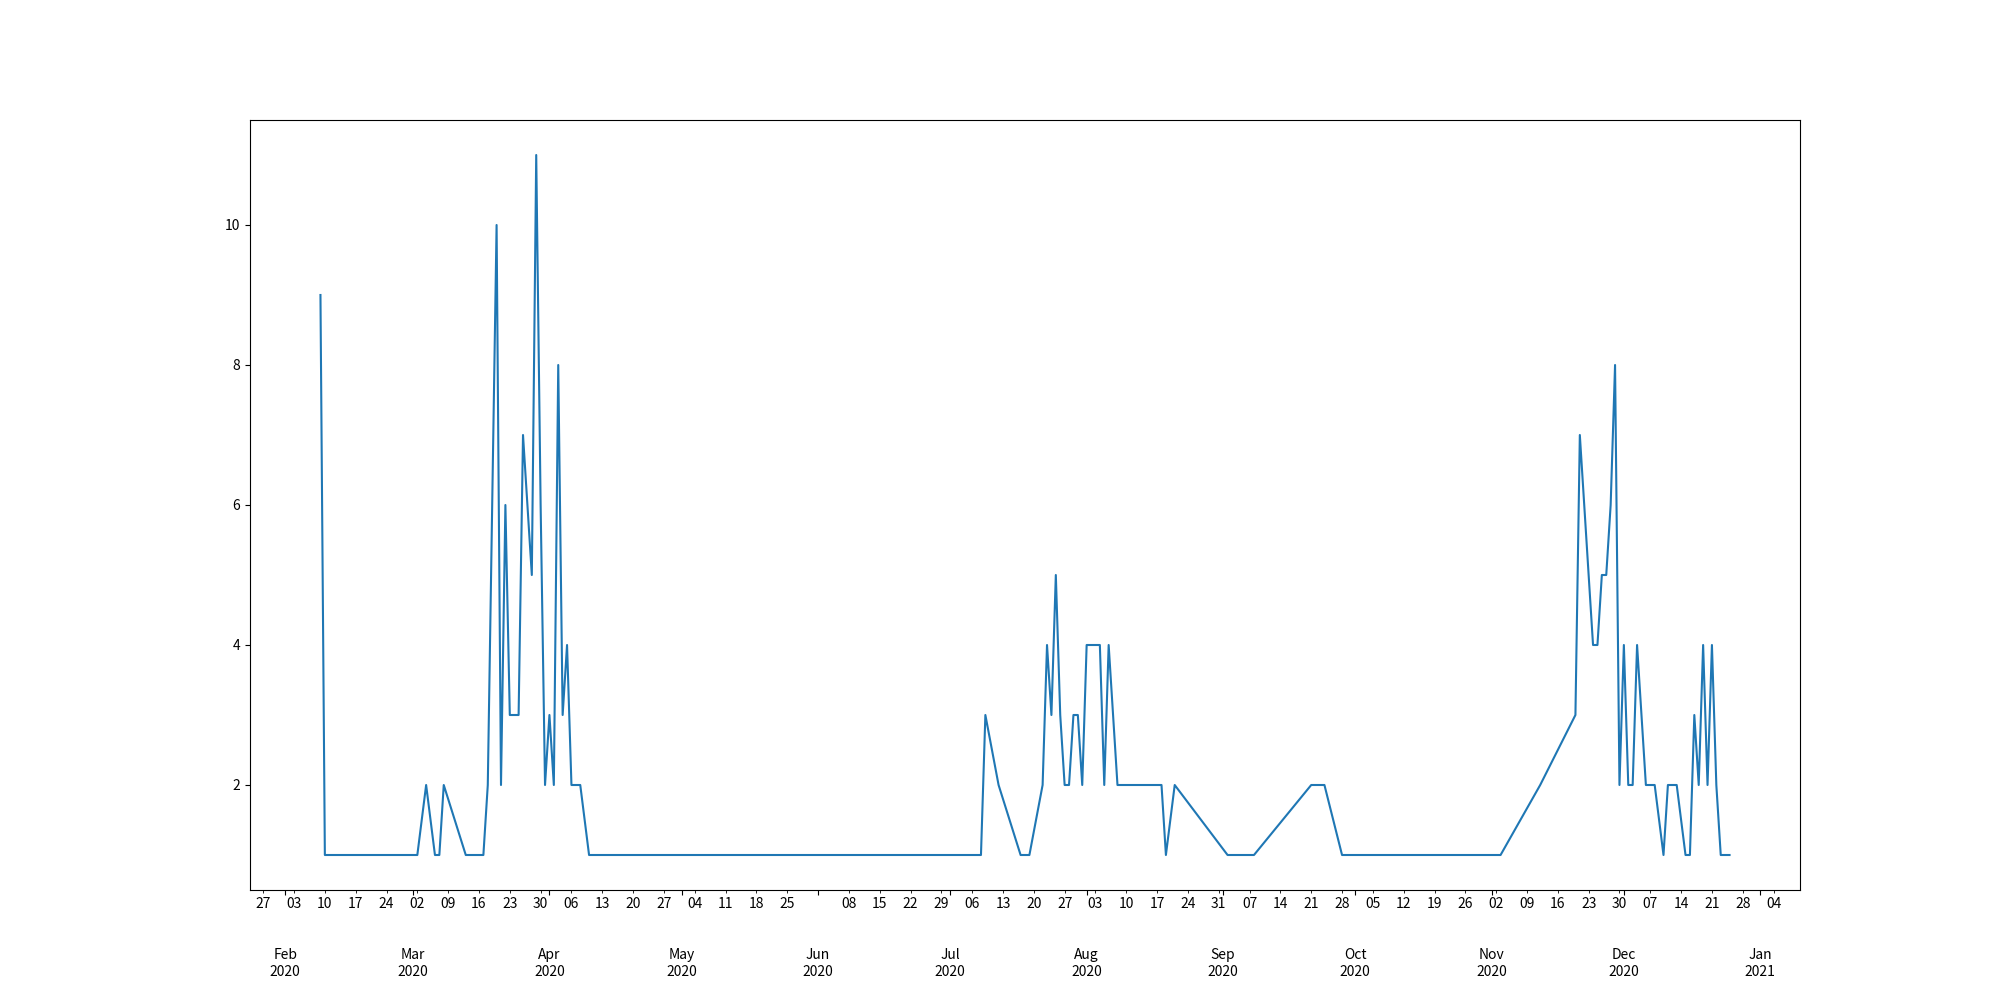 10
8
6
4
2
27 03 10 17 24 02 09 16 23 30 06 13 20 27 04 11 18 25 08 15 22 29 06 13 20 27 03 10 17 24 31 07 14 21 28 05 12 19 26 02 09 16 23 30 07 14 21 28 04
Feb Mar Apr May Jun Jul Aug Sep Oct Nov Dec Jan
2020 2020 2020 2020 2020 2020 2020 2020 2020 2020 2020 2021